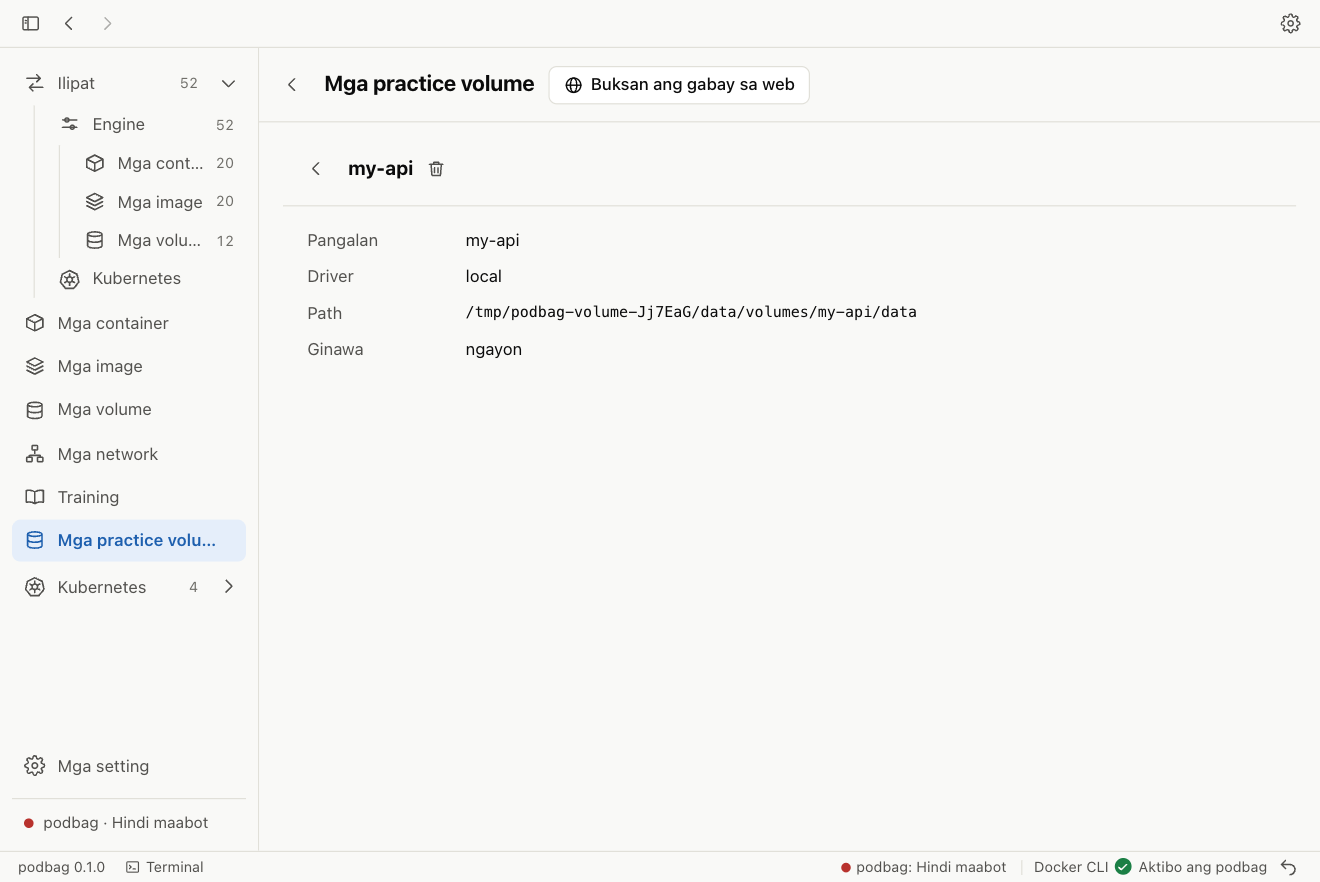 Ilipat 52
Engine 52
Mga cont... 20
Mga image 20
Mga volu... 12
Kubernetes
Mga container
Mga image
Mga volume
Mga network
Training
Mga practice volu...
Kubernetes 4
Mga setting
podbag · Hindi maabot
Mga practice volume
Buksan ang gabay sa web
my-api
Pangalan my-api
Driver local
Path /tmp/podbag-volume-Jj7EaG/data/volumes/my-api/data
Ginawa ngayon
podbag 0.1.0 Terminal podbag: Hindi maabot Docker CLI Aktibo ang podbag